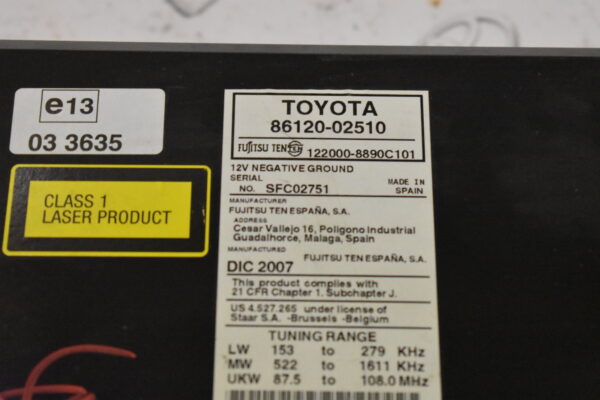 e13
03 3635
CLASS 1
LASER PRODUCT
TOYOTA
86120-02510
FUJITSU TEN 122000-8890C101
12V NEGATIVE GROUND
SERIAL
NO. SFC02751
MADE IN
SPAIN
MANUFACTURER
FUJITSU TEN ESPAÑA, S.A.
ADDRESS
Cesar Vallejo 16, Poligono Industrial
Guadalhorce, Malaga, Spain
MANUFACTURED
FUJITSU TEN ESPAÑA, S.A.
DIC 2007
This product complies with
21 CFR Chapter 1. Subchapter J.
US 4.527.265 under license of
Staar S.A. -Brussels -Belgium
TUNING RANGE
LW 153 to 279 KHz
MW 522 to 1611 KHz
UKW 87.5 to 108.0 MHz